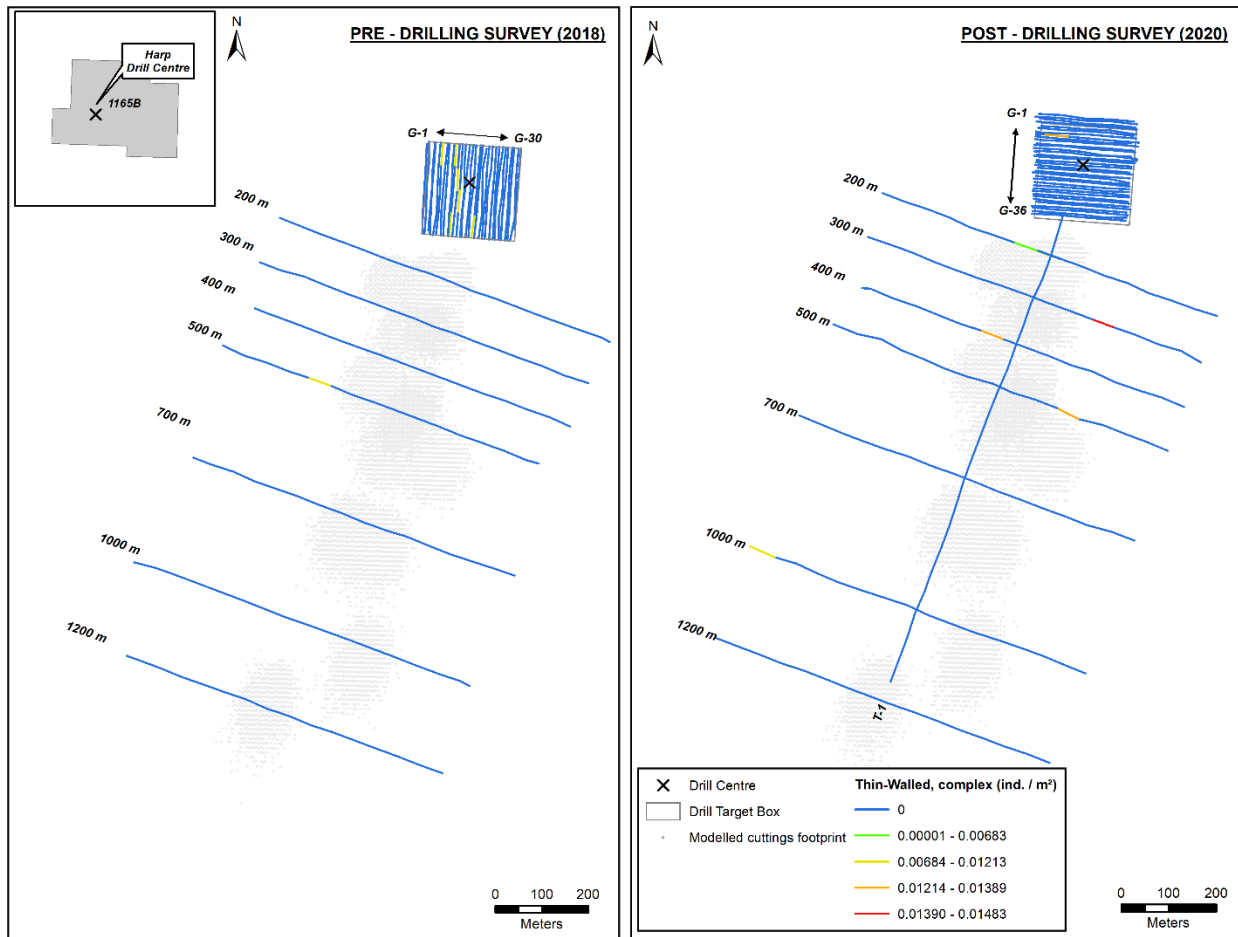 N
PRE - DRILLING SURVEY (2018)
Harp
Drill Centre
1165B
G-1
G-30
200 m
300 m
400 m
500 m
700 m
1000 m
1200 m
0 100 200
Meters
N
POST - DRILLING SURVEY (2020)
G-1
G-36
200 m
300 m
400 m
500 m
700 m
1000 m
1200 m
T-1
Drill Centre
Drill Target Box
Modelled cuttings footprint
Thin-Walled, complex (ind. / m²)
0
0.00001 - 0.00683
0.00684 - 0.01213
0.01214 - 0.01389
0.01390 - 0.01483
0 100 200
Meters